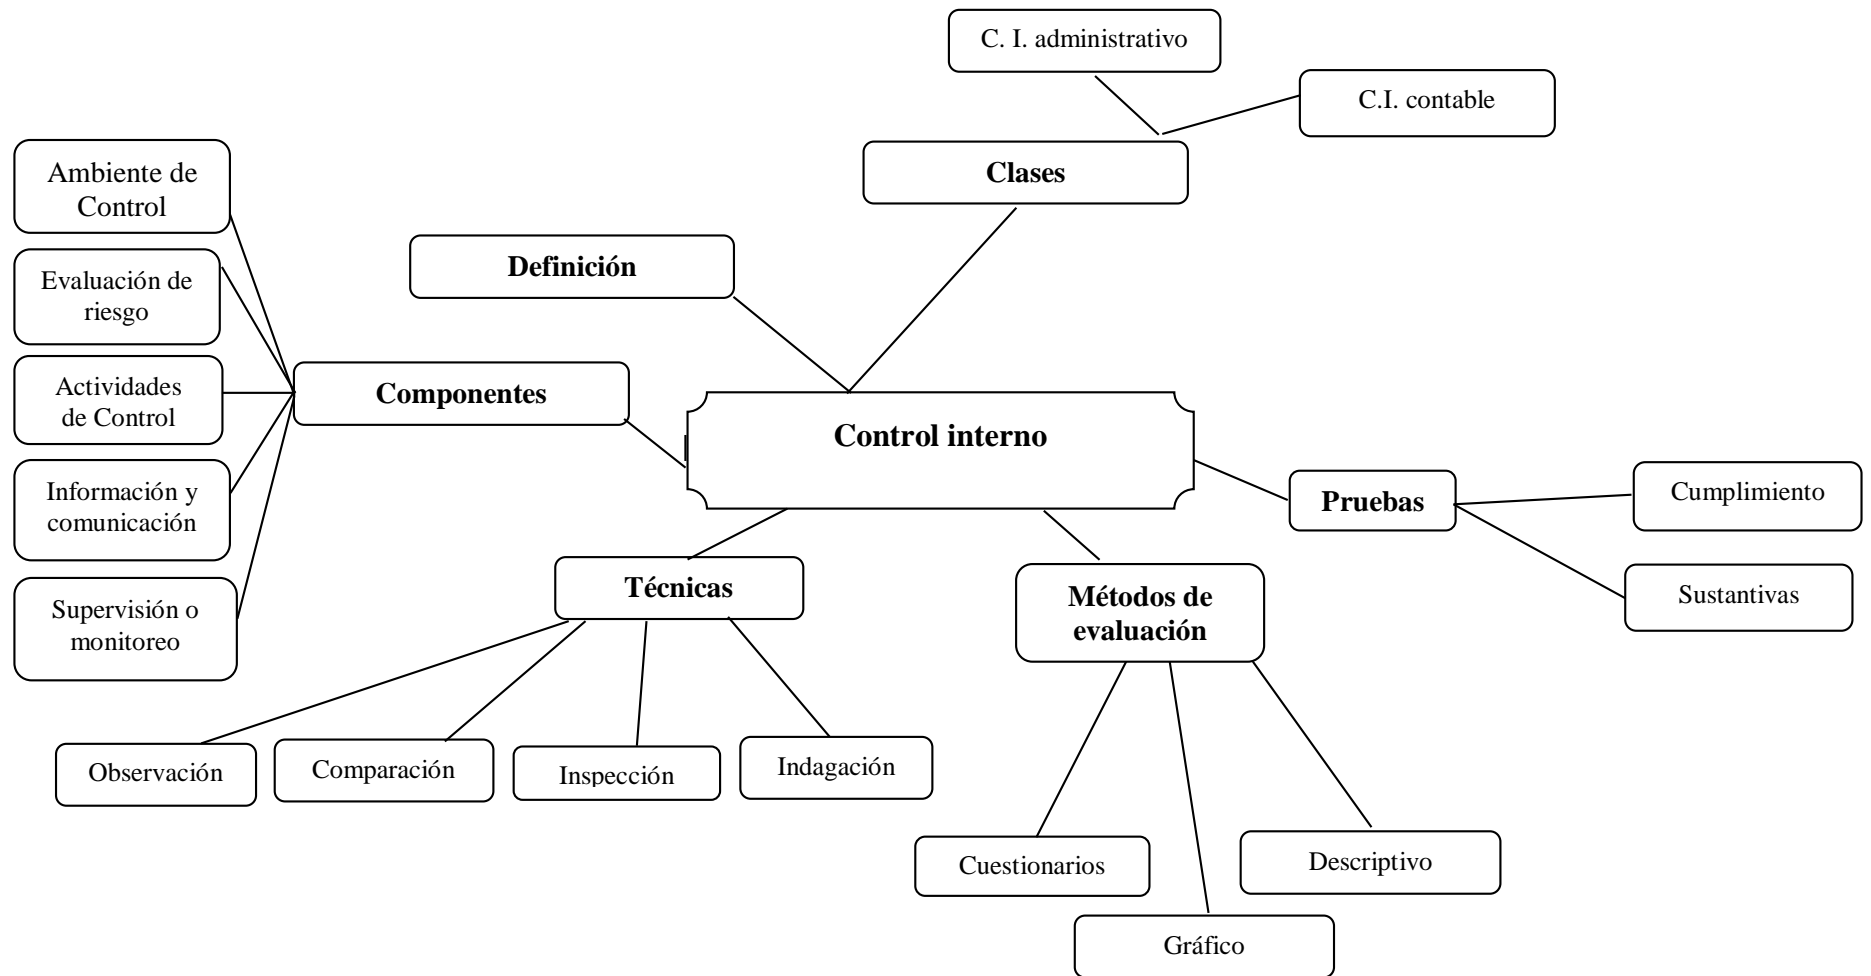 C. I. administrativo
C.I. contable
Clases
Ambiente de
Control
Definición
Evaluación de
riesgo
Componentes
Actividades
de Control
Control interno
Información y
comunicación
Pruebas
Cumplimiento
Sustantivas
Técnicas
Métodos de
evaluación
Supervisión o
monitoreo
Observación
Comparación
Inspección
Indagación
Cuestionarios
Descriptivo
Gráfico